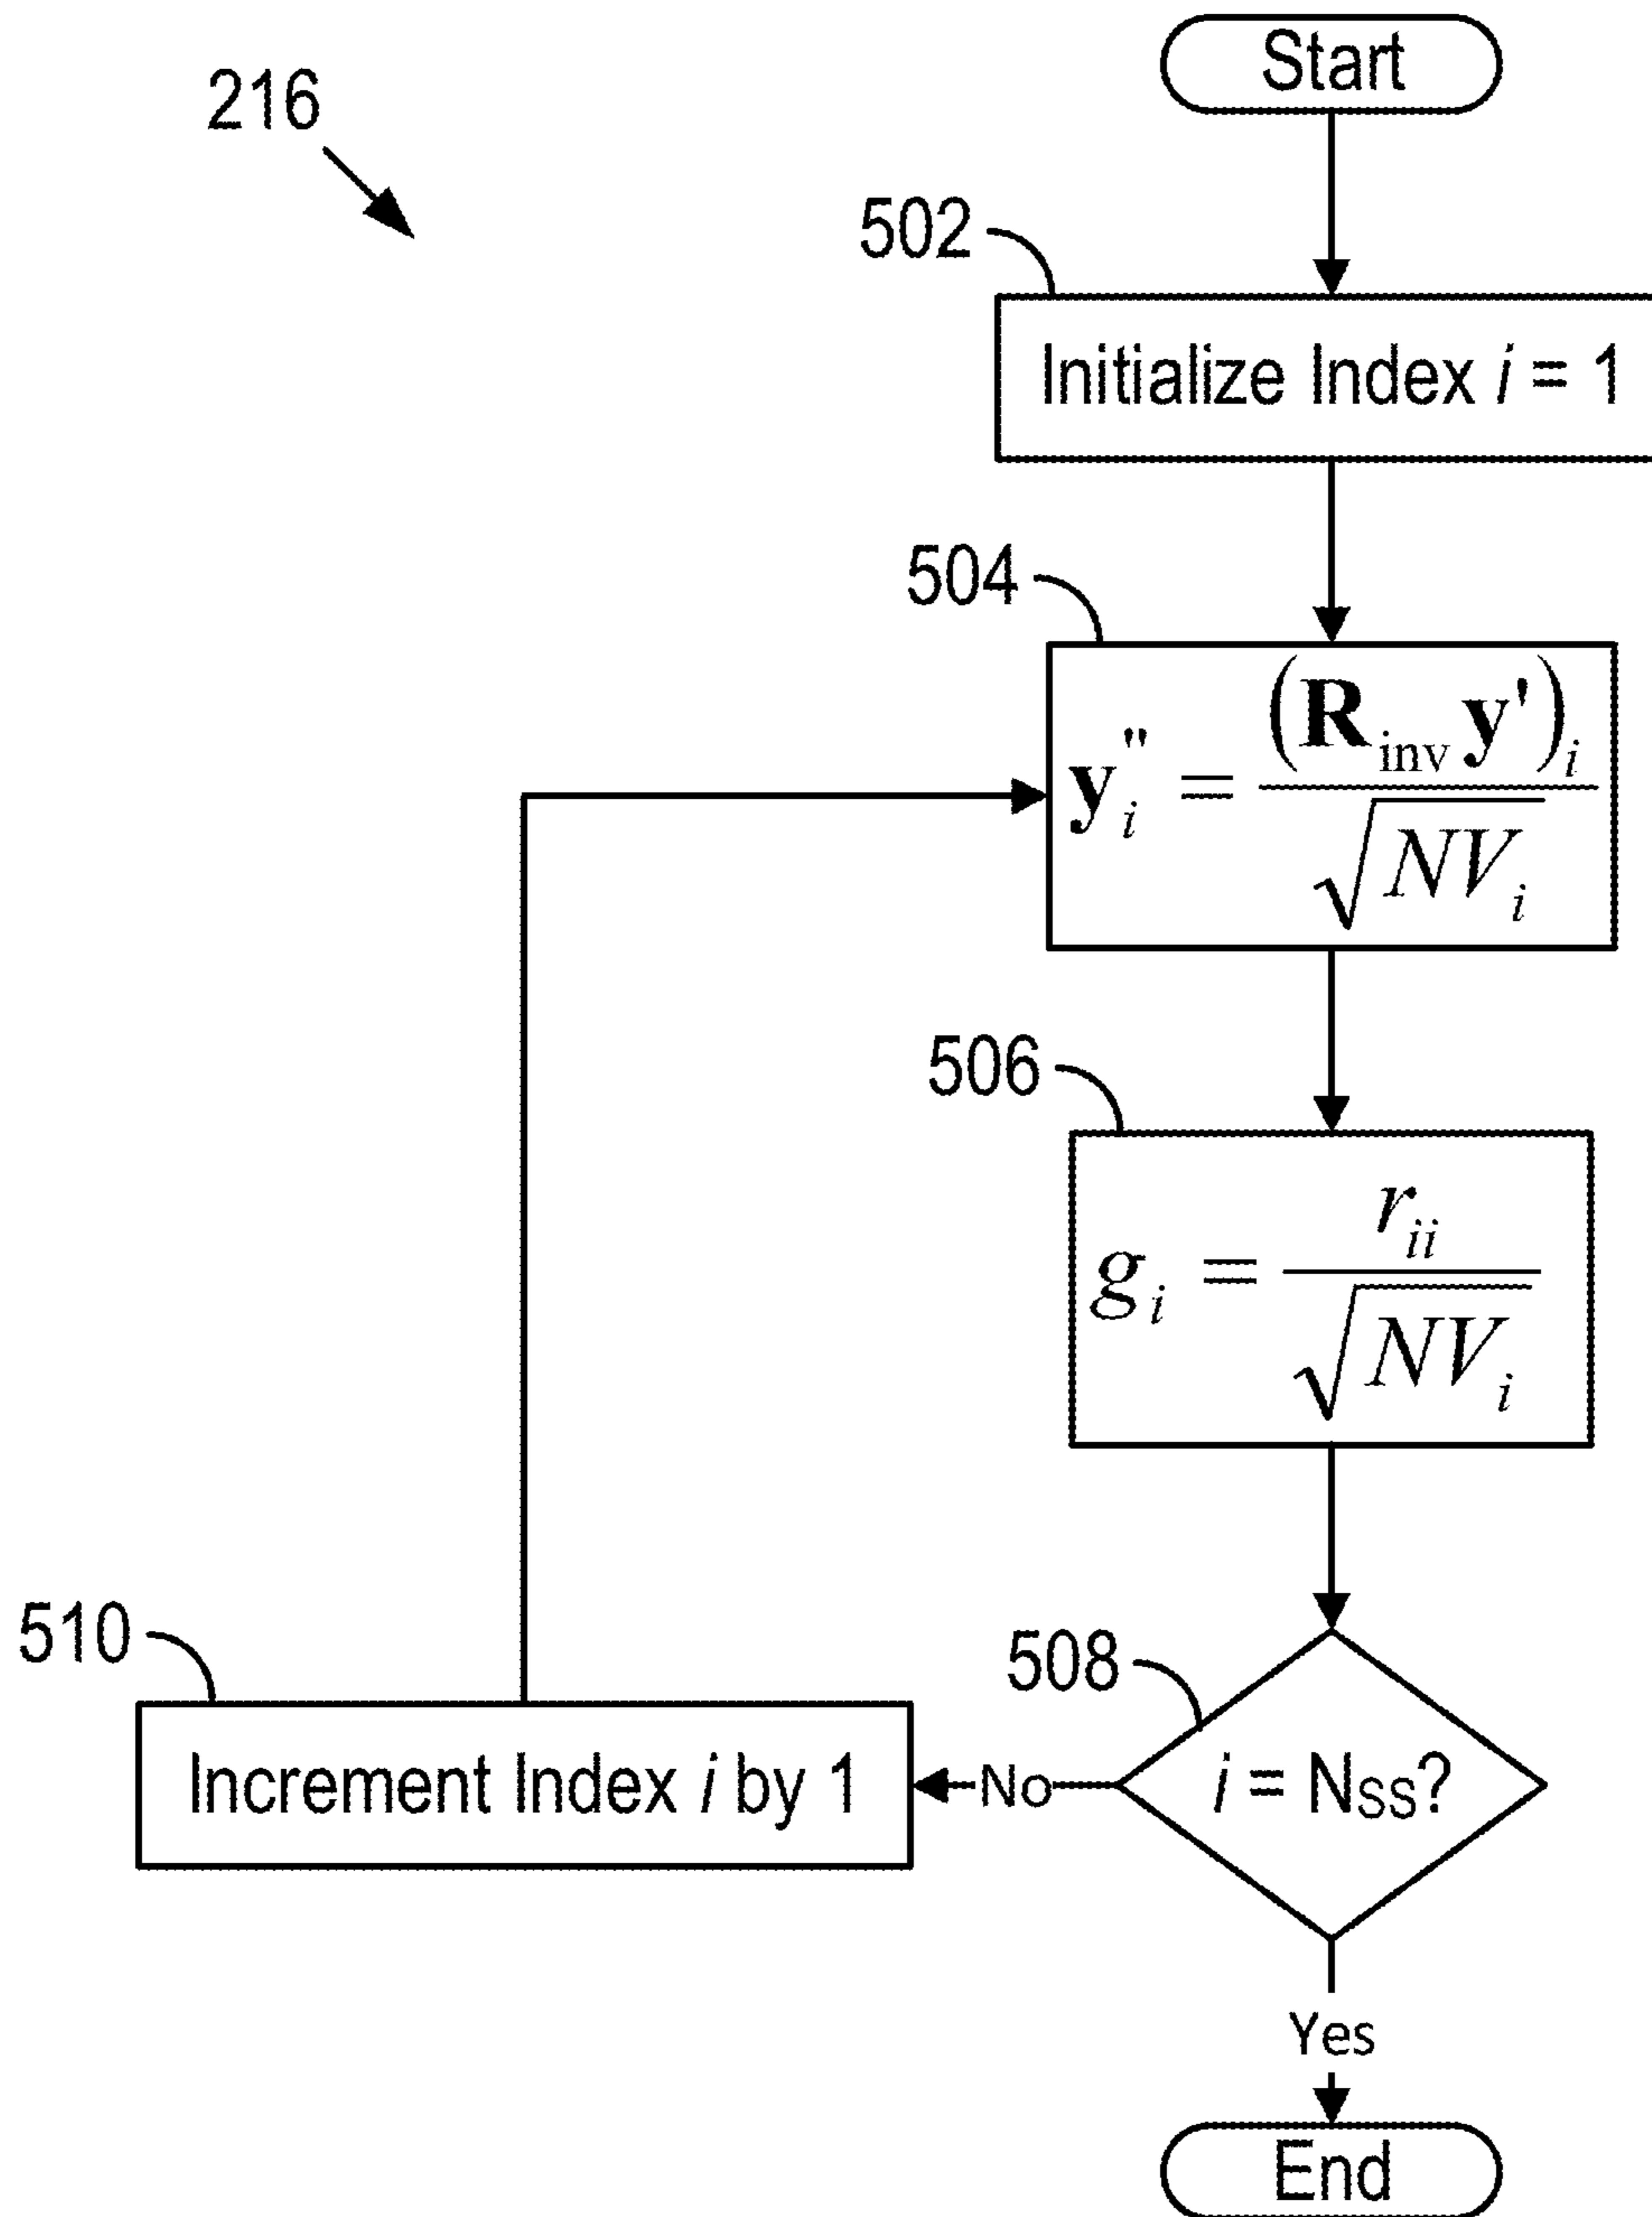 Start
216
502
Initialize Index i = 1
504
y''_i = (R_inv y')_i / √NV_i
506
g_i = r_ii / √NV_i
510
508
Increment Index i by 1
No
i = NSS?
Yes
End